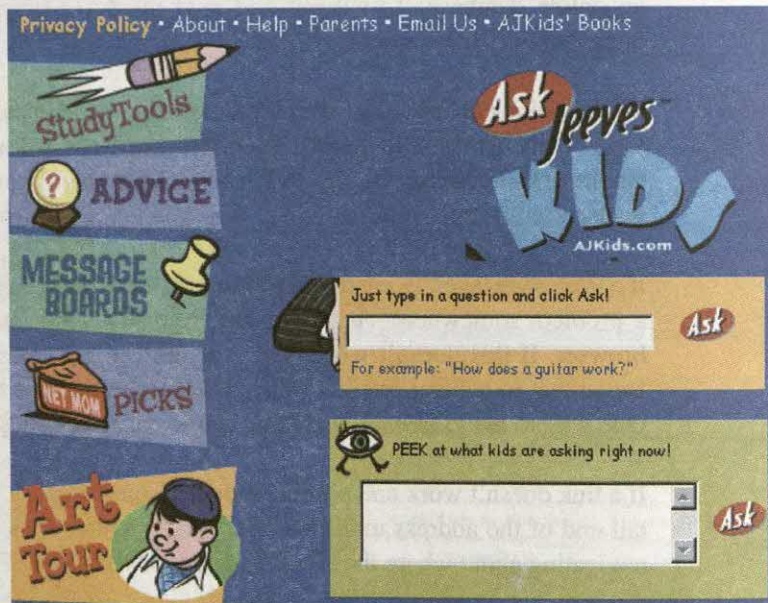 Privacy Policy • About • Help • Parents • Email Us • AJKids' Books
StudyTools
?
ADVICE
MESSAGE
BOARDS
NET MOM
PICKS
Art
Tour
Ask
Jeeves™
KIDS
AJKids.com
Just type in a question and click Ask!
Ask
For example: "How does a guitar work?"
PEEK at what kids are asking right now!
Ask